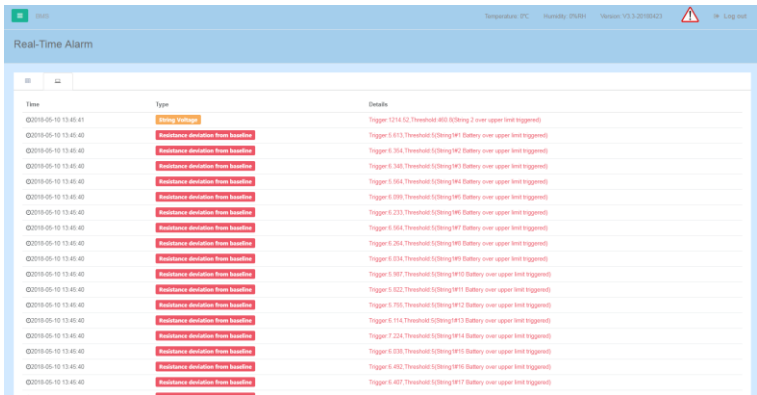 Temperature: 0℃ Humidity: 0%RH Version: V3.3-20180423 Log out
Real-Time Alarm
Time Type Details
2018-05-10 13:45:41 String Voltage Trigger:1214.52,Threshold:460.8(String 2 over upper limit triggered)
2018-05-10 13:45:40 Resistance deviation from baseline Trigger:5.613,Threshold:5(String1#1 Battery over upper limit triggered)
2018-05-10 13:45:40 Resistance deviation from baseline Trigger:6.354,Threshold:5(String1#2 Battery over upper limit triggered)
2018-05-10 13:45:40 Resistance deviation from baseline Trigger:6.348,Threshold:5(String1#3 Battery over upper limit triggered)
2018-05-10 13:45:40 Resistance deviation from baseline Trigger:5.564,Threshold:5(String1#4 Battery over upper limit triggered)
2018-05-10 13:45:40 Resistance deviation from baseline Trigger:6.099,Threshold:5(String1#5 Battery over upper limit triggered)
2018-05-10 13:45:40 Resistance deviation from baseline Trigger:6.233,Threshold:5(String1#6 Battery over upper limit triggered)
2018-05-10 13:45:40 Resistance deviation from baseline Trigger:6.564,Threshold:5(String1#7 Battery over upper limit triggered)
2018-05-10 13:45:40 Resistance deviation from baseline Trigger:6.264,Threshold:5(String1#8 Battery over upper limit triggered)
2018-05-10 13:45:40 Resistance deviation from baseline Trigger:6.034,Threshold:5(String1#9 Battery over upper limit triggered)
2018-05-10 13:45:40 Resistance deviation from baseline Trigger:5.987,Threshold:5(String1#10 Battery over upper limit triggered)
2018-05-10 13:45:40 Resistance deviation from baseline Trigger:5.822,Threshold:5(String1#11 Battery over upper limit triggered)
2018-05-10 13:45:40 Resistance deviation from baseline Trigger:5.755,Threshold:5(String1#12 Battery over upper limit triggered)
2018-05-10 13:45:40 Resistance deviation from baseline Trigger:6.114,Threshold:5(String1#13 Battery over upper limit triggered)
2018-05-10 13:45:40 Resistance deviation from baseline Trigger:7.224,Threshold:5(String1#14 Battery over upper limit triggered)
2018-05-10 13:45:40 Resistance deviation from baseline Trigger:6.039,Threshold:5(String1#15 Battery over upper limit triggered)
2018-05-10 13:45:40 Resistance deviation from baseline Trigger:6.492,Threshold:5(String1#16 Battery over upper limit triggered)
2018-05-10 13:45:40 Resistance deviation from baseline Trigger:6.407,Threshold:5(String1#17 Battery over upper limit triggered)